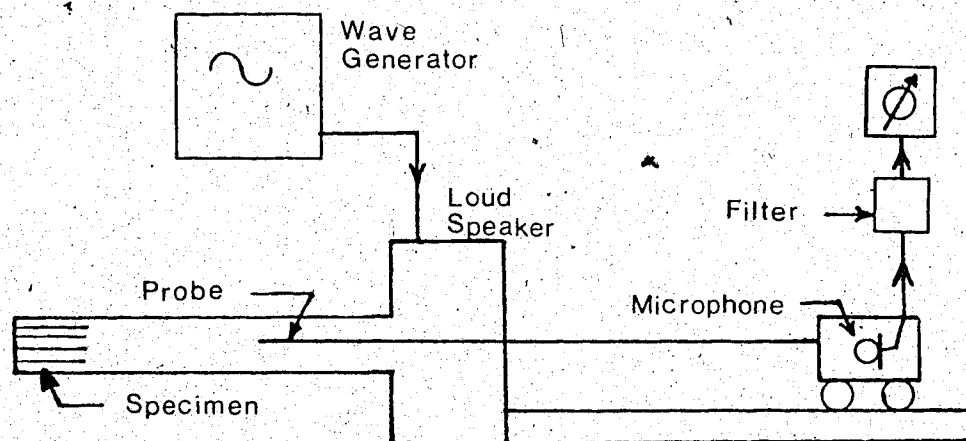 Wave
Generator
Loud
Speaker
Filter
Probe
Microphone
Specimen